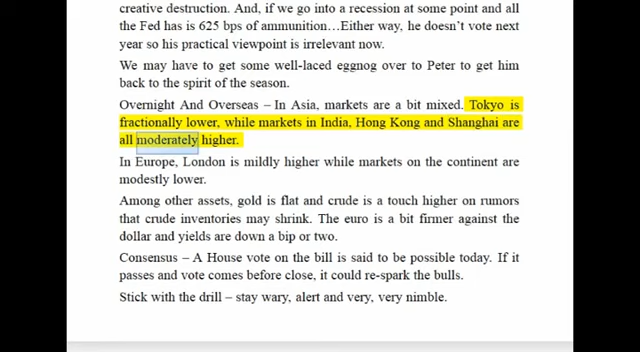 creative destruction. And, if we go into a recession at some point and all
the Fed has is 625 bps of ammunition…Either way, he doesn't vote next
year so his practical viewpoint is irrelevant now.
We may have to get some well-laced eggnog over to Peter to get him
back to the spirit of the season.
Overnight And Overseas – In Asia, markets are a bit mixed. Tokyo is
fractionally lower, while markets in India, Hong Kong and Shanghai are
all moderately higher.
In Europe, London is mildly higher while markets on the continent are
modestly lower.
Among other assets, gold is flat and crude is a touch higher on rumors
that crude inventories may shrink. The euro is a bit firmer against the
dollar and yields are down a bip or two.
Consensus – A House vote on the bill is said to be possible today. If it
passes and vote comes before close, it could re-spark the bulls.
Stick with the drill – stay wary, alert and very, very nimble.